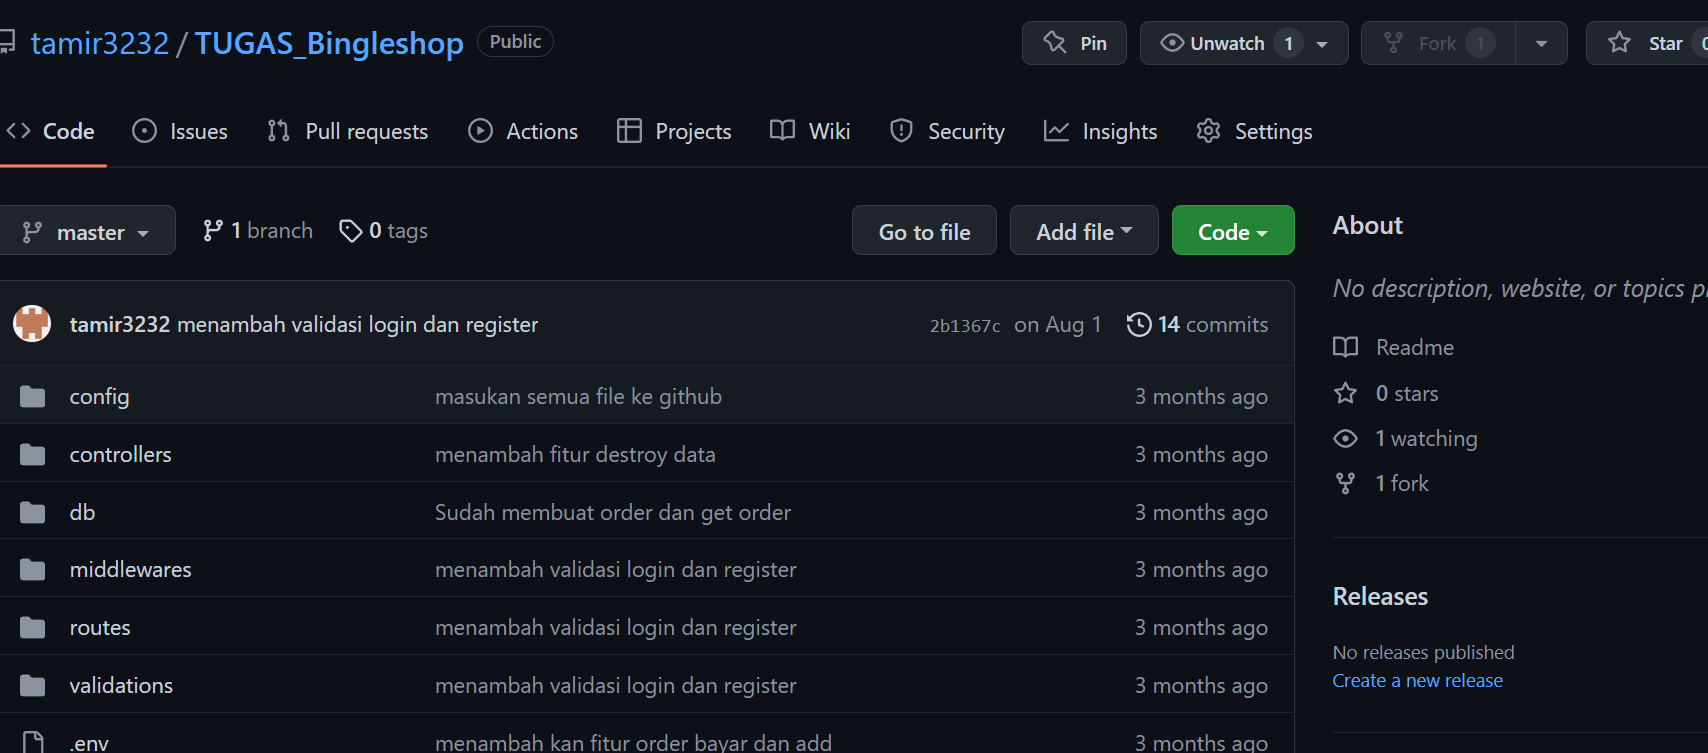 tamir3232 / TUGAS_Bingleshop Public Pin Unwatch 1 Fork 1 Star
Code Issues Pull requests Actions Projects Wiki Security Insights Settings
master 1 branch 0 tags Go to file Add file Code
tamir3232 menambah validasi login dan register 2b1367c on Aug 1 14 commits
config masukan semua file ke github 3 months ago
controllers menambah fitur destroy data 3 months ago
db Sudah membuat order dan get order 3 months ago
middlewares menambah validasi login dan register 3 months ago
routes menambah validasi login dan register 3 months ago
validations menambah validasi login dan register 3 months ago
.env menambah kan fitur order bayar dan add 3 months ago
About
No description, website, or topics
Readme
0 stars
1 watching
1 fork
Releases
No releases published
Create a new release